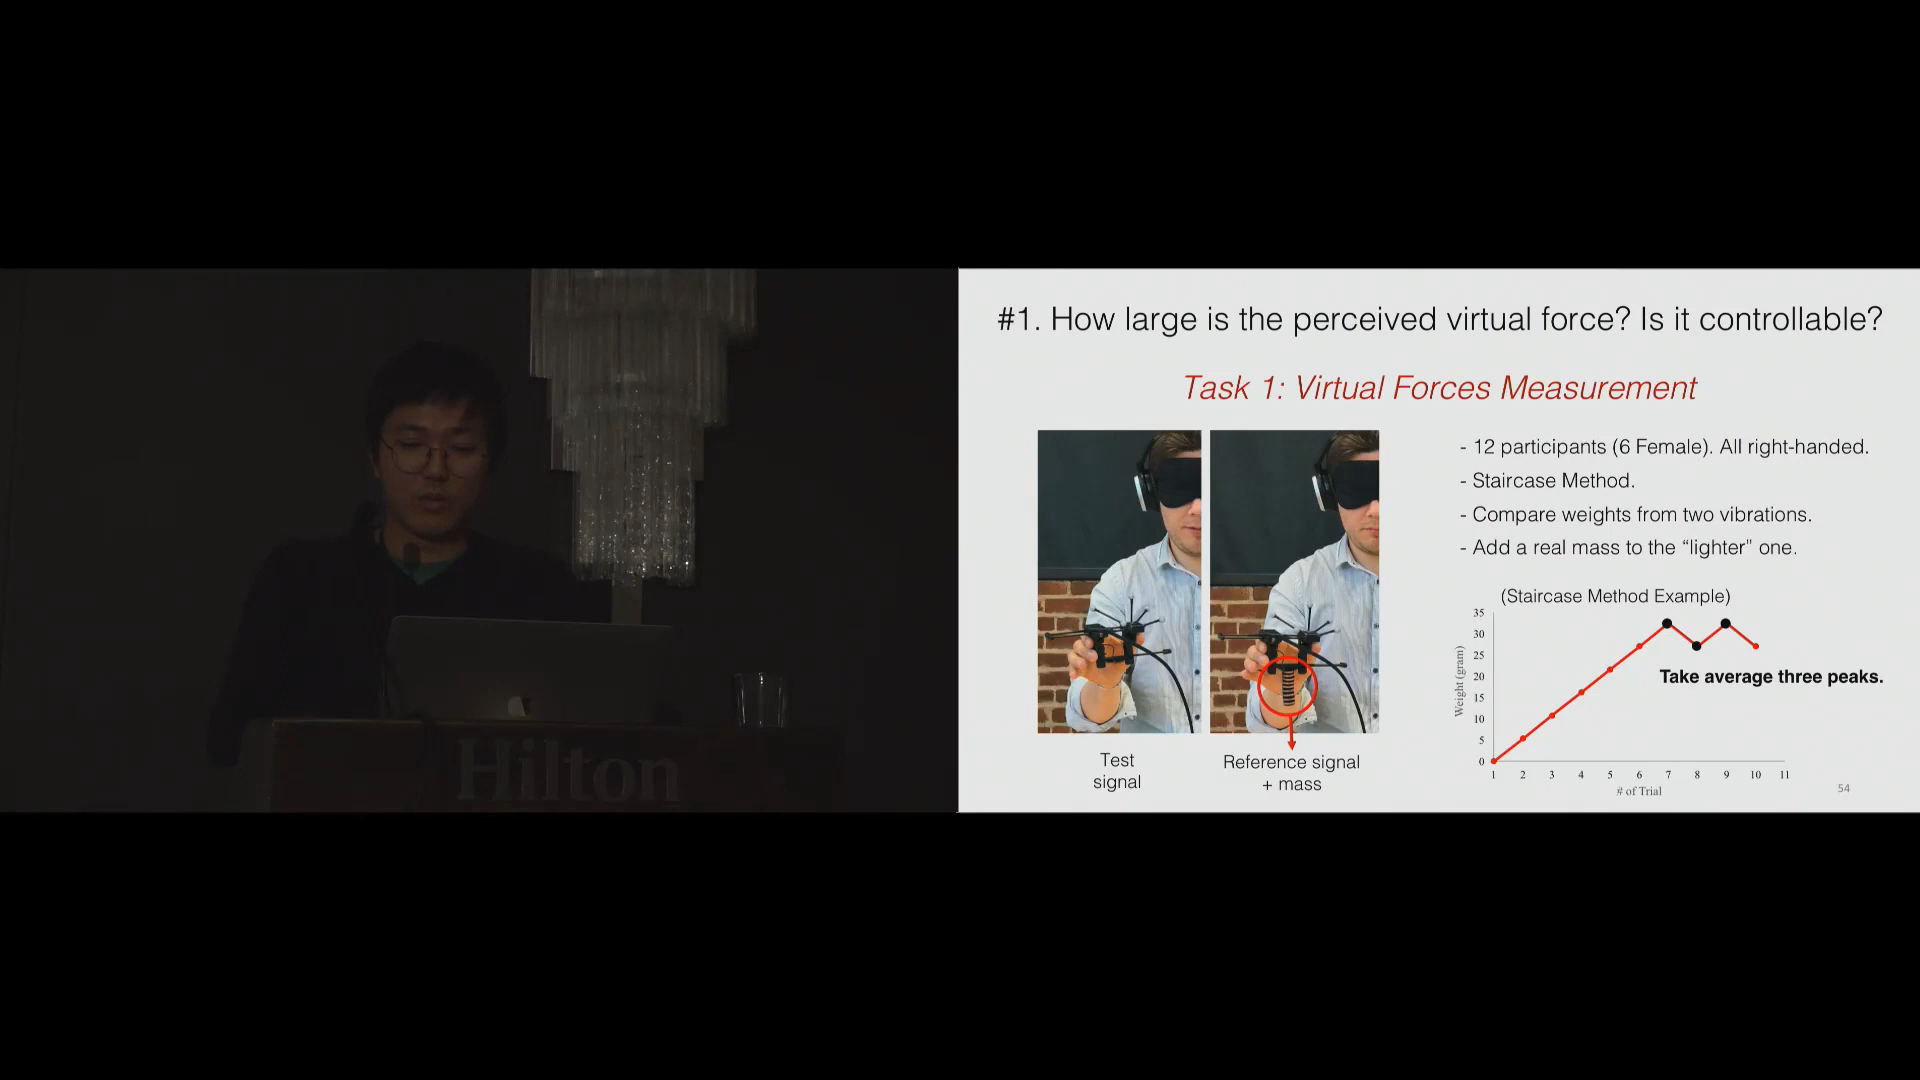 #1. How large is the perceived virtual force? Is it controllable?
Task 1: Virtual Forces Measurement
- 12 participants (6 Female). All right-handed.
- Staircase Method.
- Compare weights from two vibrations.
- Add a real mass to the “lighter” one.
(Staircase Method Example)
35
30
25
20
15
10
5
0
Weight (gram)
1 2 3 4 5 6 7 8 9 10 11
# of Trial
Take average three peaks.
Test
signal
Reference signal
+ mass
54
Hilton